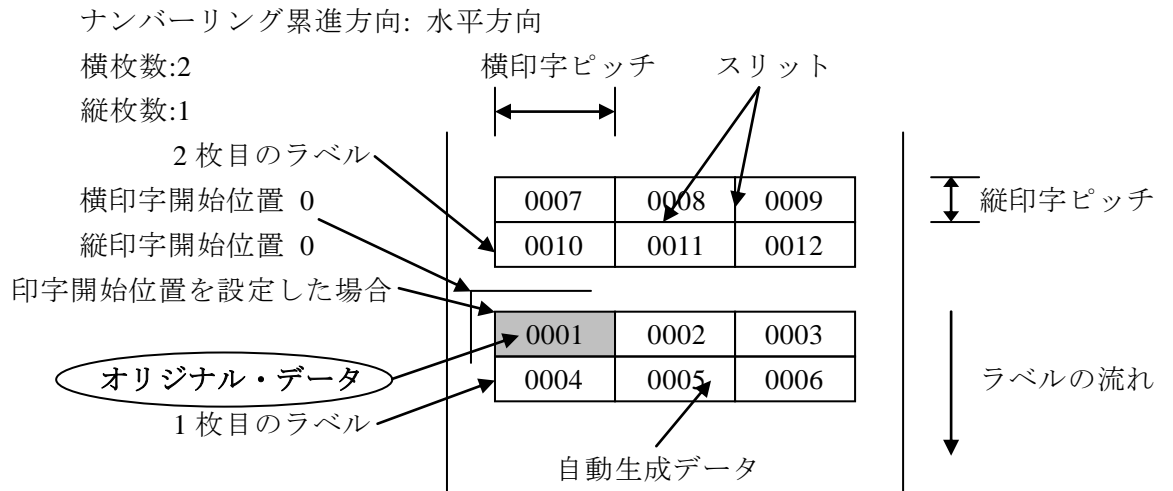 ナンバーリング累進方向: 水平方向
横枚数:2
横印字ピッチ
スリット
縦枚数:1
2枚目のラベル
横印字開始位置 0
0007 0008 0009
縦印字ピッチ
縦印字開始位置 0
0010 0011 0012
印字開始位置を設定した場合
0001 0002 0003
オリジナル・データ
0004 0005 0006
ラベルの流れ
1枚目のラベル
自動生成データ